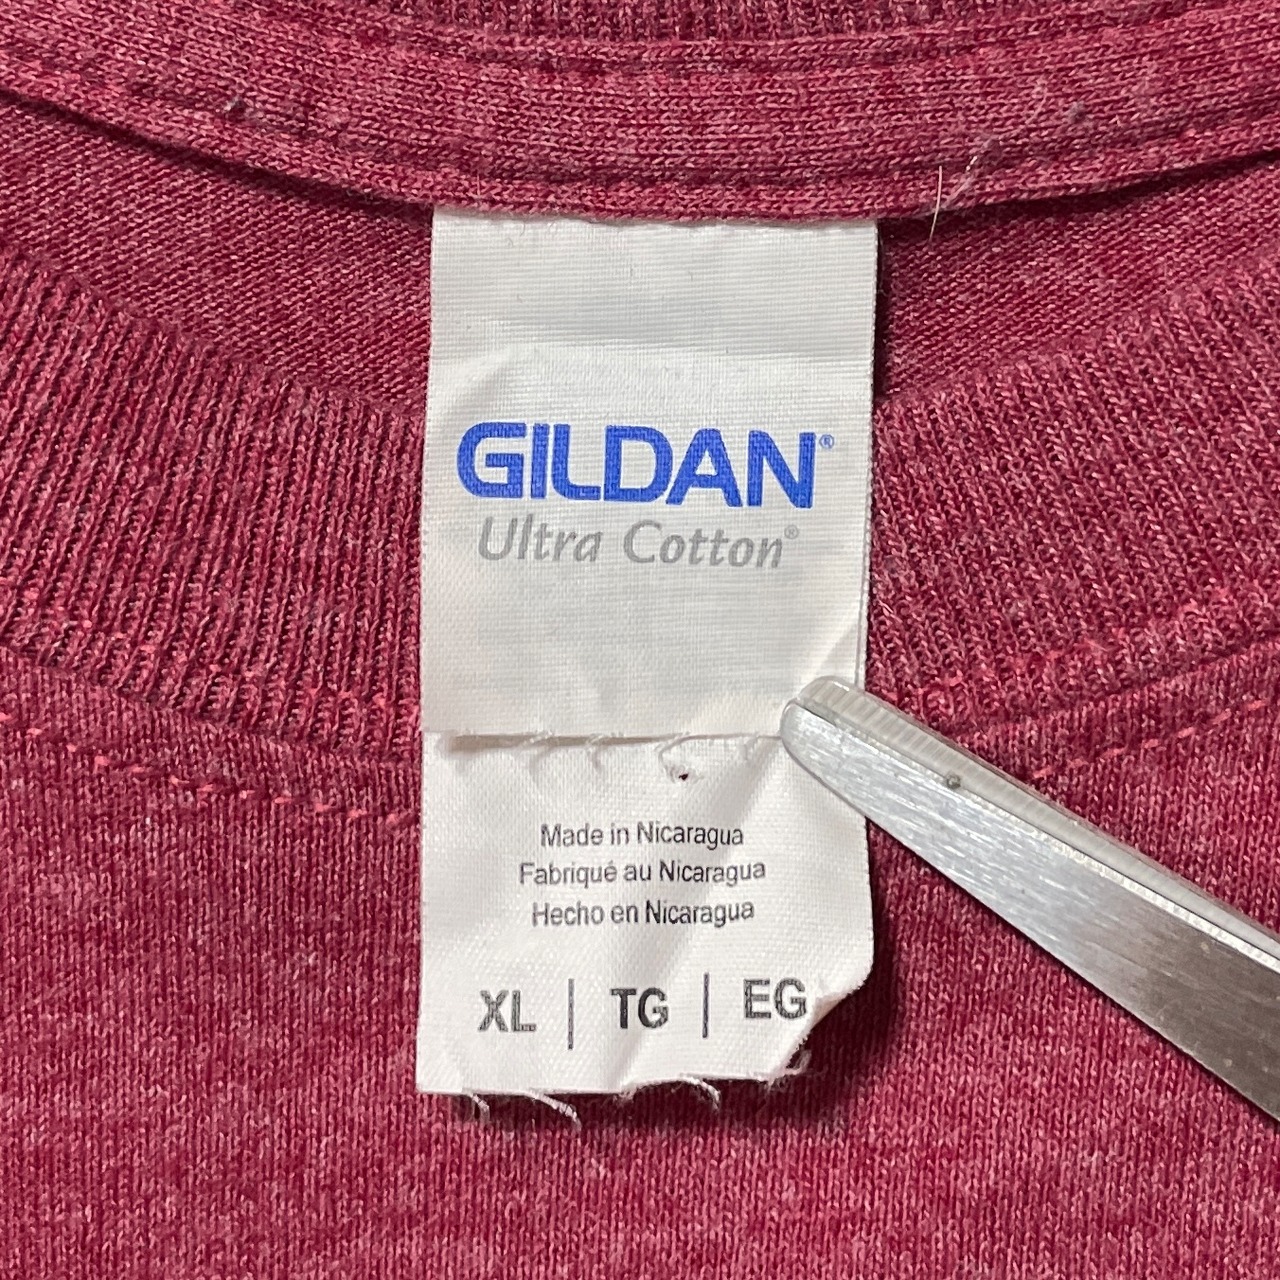 GILDAN®
Ultra Cotton®
Made in Nicaragua
Fabriqué au Nicaragua
Hecho en Nicaragua
XL | TG | EG